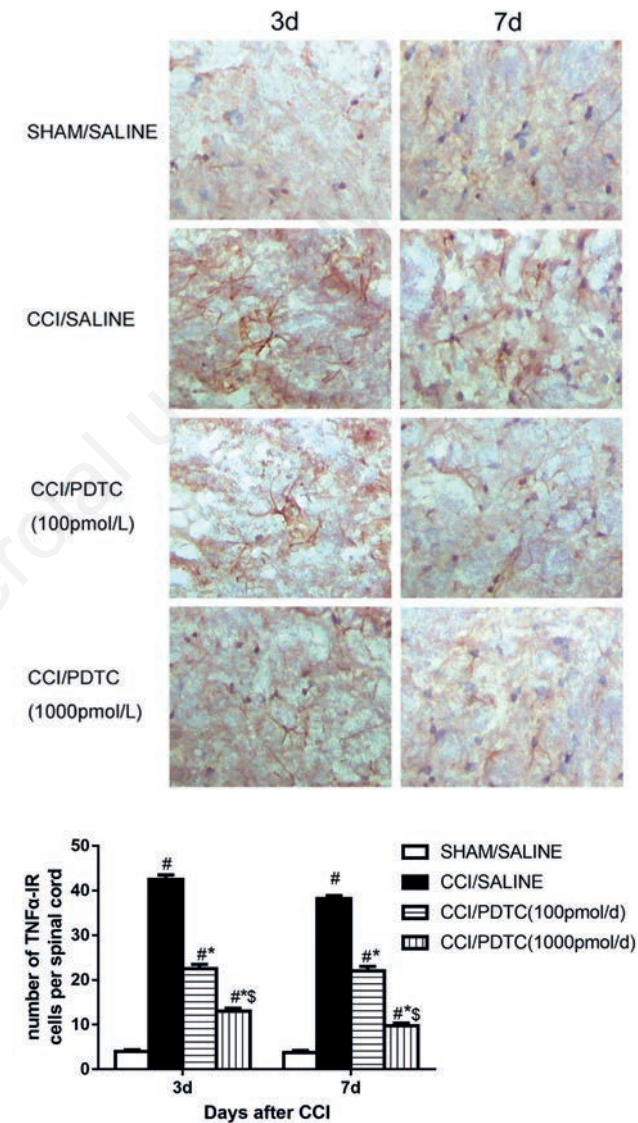 3d 7d
SHAM/SALINE
CCI/SALINE
CCI/PDTC
(100pmol/L)
CCI/PDTC
(1000pmol/L)
number of TNFα-IR
cells per spinal cord
50
40
30
20
10
0
# #
#* #*
#*$ #*$
3d 7d
Days after CCI
SHAM/SALINE
CCI/SALINE
CCI/PDTC(100pmol/d)
CCI/PDTC(1000pmol/d)